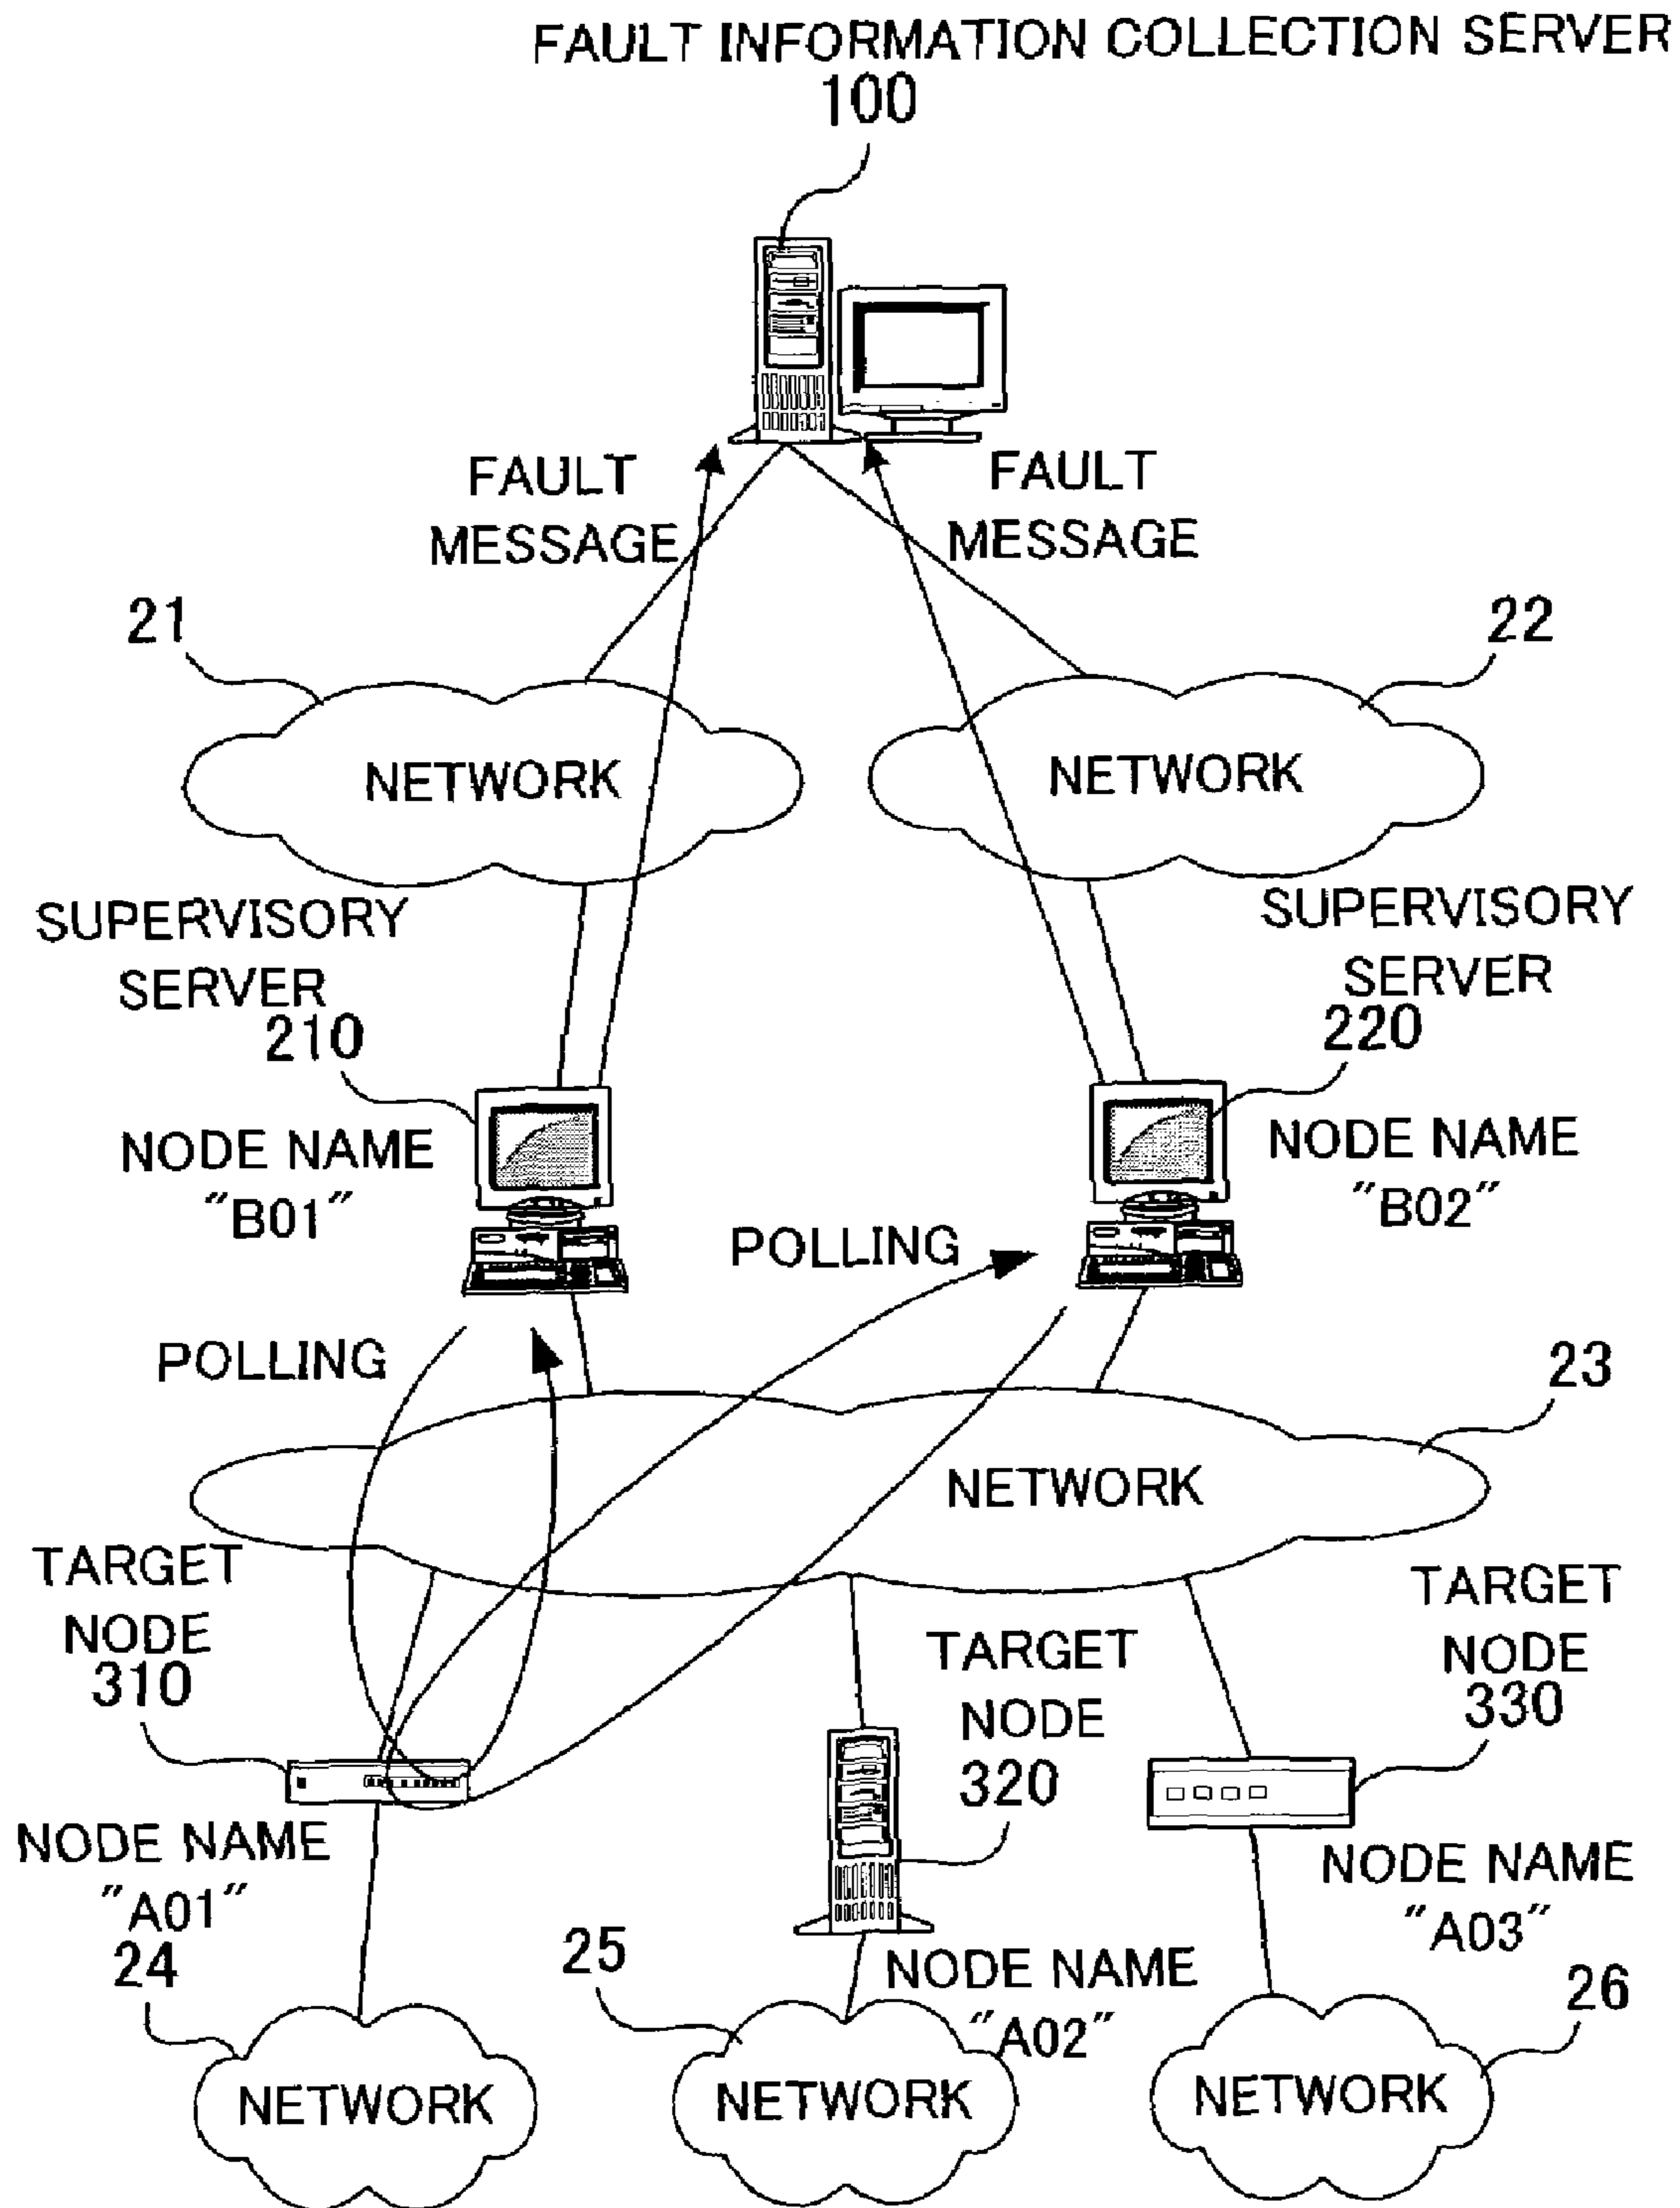 FAULT INFORMATION COLLECTION SERVER
100
FAULT
MESSAGE
FAULT
MESSAGE
21
22
NETWORK
NETWORK
SUPERVISORY
SERVER
210
SUPERVISORY
SERVER
220
NODE NAME
"B01"
NODE NAME
"B02"
POLLING
POLLING
23
NETWORK
TARGET
NODE
310
TARGET
NODE
320
TARGET
NODE
330
NODE NAME
"A01"
24
NODE NAME
"A03"
25
NODE NAME
"A02"
26
NETWORK
NETWORK
NETWORK